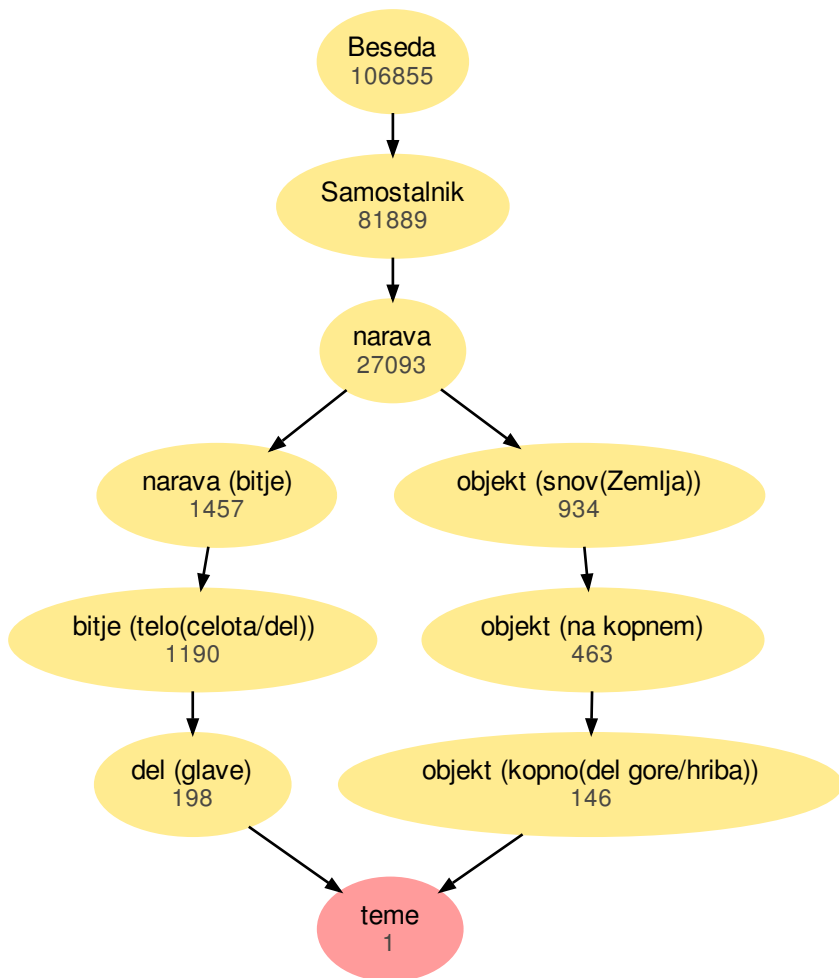 Beseda
106855
Samostalnik
81889
narava
27093
narava (bitje)
1457
objekt (snov(Zemlja))
934
bitje (telo(celota/del))
1190
objekt (na kopnem)
463
del (glave)
198
objekt (kopno(del gore/hriba))
146
teme
1